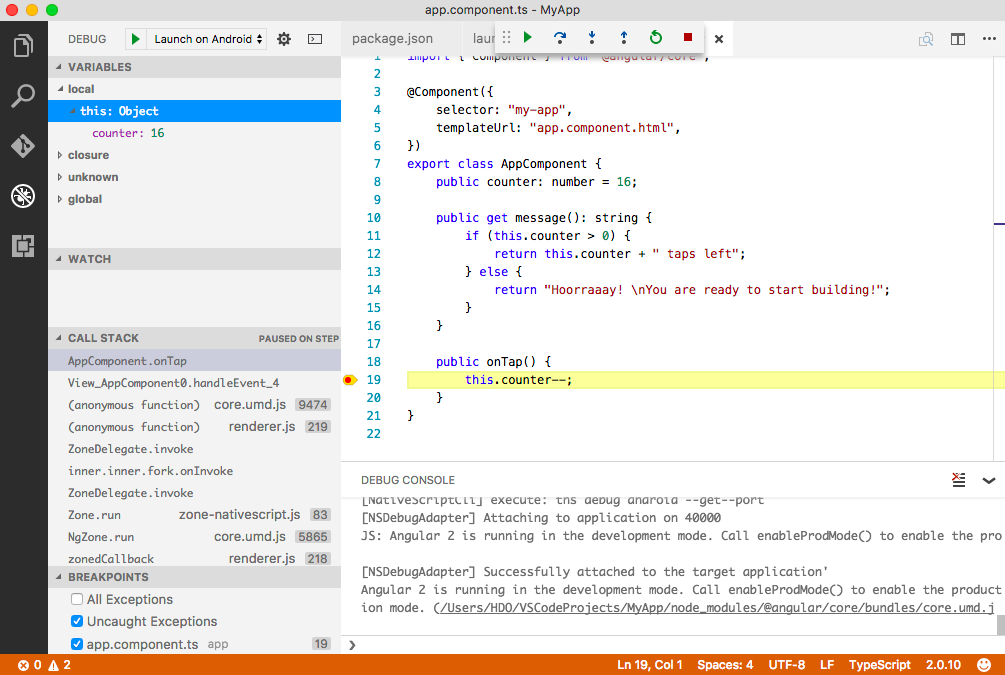 app.component.ts - MyApp
DEBUG Launch on Android
package.json laun
VARIABLES
local
this: Object
counter: 16
closure
unknown
global
WATCH
CALL STACK PAUSED ON STEP
AppComponent.onTap
View_AppComponent0.handleEvent_4
(anonymous function) core.umd.js 9474
(anonymous function) renderer.js 219
ZoneDelegate.invoke
inner.inner.fork.onInvoke
ZoneDelegate.invoke
Zone.run zone-nativescript.js 83
NgZone.run core.umd.js 5865
zonedCallback renderer.js 218
BREAKPOINTS
All Exceptions
Uncaught Exceptions
app.component.ts app 19
1 import { Component } from '@angular/core';
2
3 @Component({
4 selector: "my-app",
5 templateUrl: "app.component.html",
6 })
7 export class AppComponent {
8 public counter: number = 16;
9
10 public get message(): string {
11 if (this.counter > 0) {
12 return this.counter + " taps left";
13 } else {
14 return "Hoorraaay! \nYou are ready to start building!";
15 }
16 }
17
18 public onTap() {
19 this.counter--;
20 }
21 }
22
DEBUG CONSOLE
[NativeScriptCli] execute: tns debug android --get--port
[NSDebugAdapter] Attaching to application on 40000
JS: Angular 2 is running in the development mode. Call enableProdMode() to enable the pro
[NSDebugAdapter] Successfully attached to the target application'
Angular 2 is running in the development mode. Call enableProdMode() to enable the product
ion mode. (/Users/HDO/VSCodeProjects/MyApp/node_modules/@angular/core/bundles/core.umd.j
0 2 Ln 19, Col 1 Spaces: 4 UTF-8 LF TypeScript 2.0.10